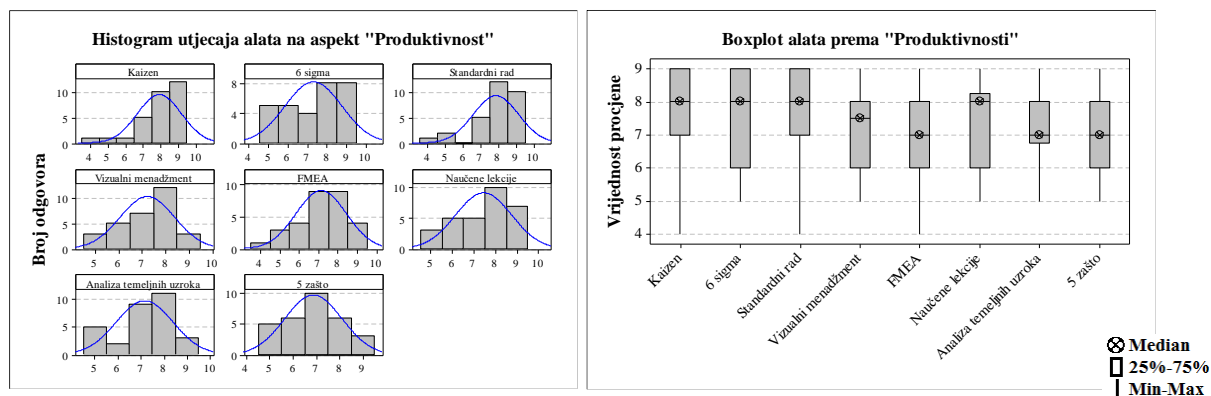 Histogram utjecaja alata na aspekt "Produktivnost"
Broj odgovora
Kaizen
10
5
0
4 5 6 7 8 9 10
6 sigma
8
4
0
5 6 7 8 9 10
Standardni rad
10
5
0
4 5 6 7 8 9 10
Vizualni menadžment
10
5
0
5 6 7 8 9 10
FMEA
10
5
0
4 5 6 7 8 9 10
Naučene lekcije
10
5
0
5 6 7 8 9 10
Analiza temeljnih uzroka
10
5
0
5 6 7 8 9 10
5 zašto
10
5
0
4 5 6 7 8 9
Boxplot alata prema "Produktivnosti"
Vrijednost procjene
9
8
7
6
5
4
Kaizen
6 sigma
Standardni rad
Vizualni menadžment
FMEA
Naučene lekcije
Analiza temeljnih uzroka
5 zašto
Median
25%-75%
Min-Max